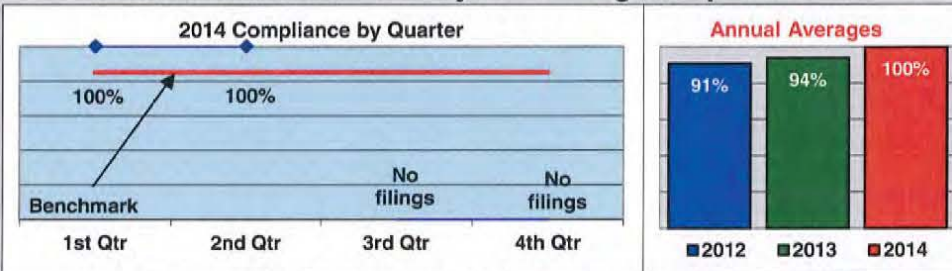 2014 Compliance by Quarter
100%
100%
Benchmark
No
filings
No
filings
1st Qtr
2nd Qtr
3rd Qtr
4th Qtr
Annual Averages
91%
94%
100%
2012
2013
2014